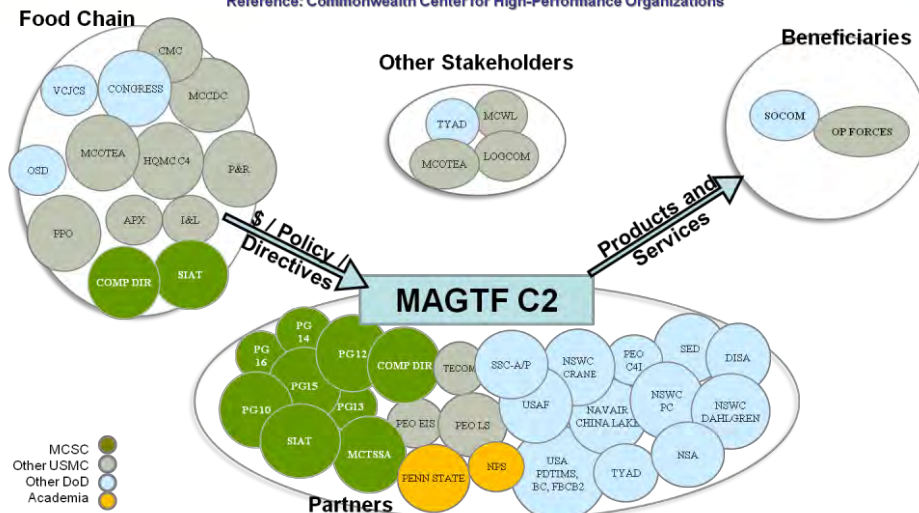 Reference: Commonwealth Center for High-Performance Organizations
Food Chain
CMC
VCJCS
CONGRESS
MCCDC
MCOTEA
HQMC C4
P&R
OSD
APX
I&L
PPO
COMP DIR
SIAT
Other Stakeholders
TYAD
MCWL
MCOTEA
LOGCOM
Beneficiaries
SOCOM
OP FORCES
$ / Policy /
Directives
Products and
Services
MAGTF C2
PG
14
PG
16
PG12
COMP DIR
TECOM
PG15
PG10
PG13
SIAT
MCTSSA
PEO EIS
PEO LS
PENN STATE
NPS
SSC-A/P
NSWC
CRANE
PEO
C4I
SED
DISA
USAF
NAVAIR
CHINA LAKE
NSWC
PC
NSWC
DAHLGREN
USA
PDTIMS,
BC, FBCB2
TYAD
NSA
Partners
MCSC
Other USMC
Other DoD
Academia